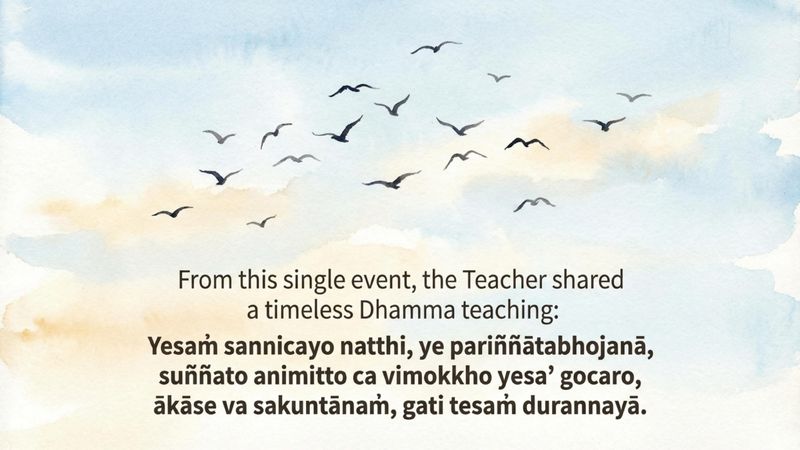 From this single event, the Teacher shared
a timeless Dhamma teaching:
Yesaṁ sannicayo natthi, ye pariññātabhojanā,
suññato animitto ca vimokkho yesa’ gocaro,
ākāse va sakuntānaṁ, gati tesaṁ durannayā.